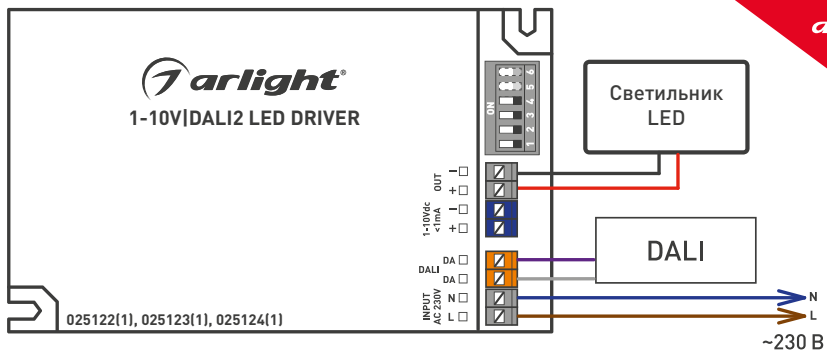 arlight®
1-10V|DALI2 LED DRIVER
ON
1 2 3 4 5 6
Светильник
LED
OUT
−
+
1-10Vdc
<1mA
−
+
DALI
DA
DA
DALI
INPUT
AC 230V
N
L
N
L
~230 В
025122(1), 025123(1), 025124(1)